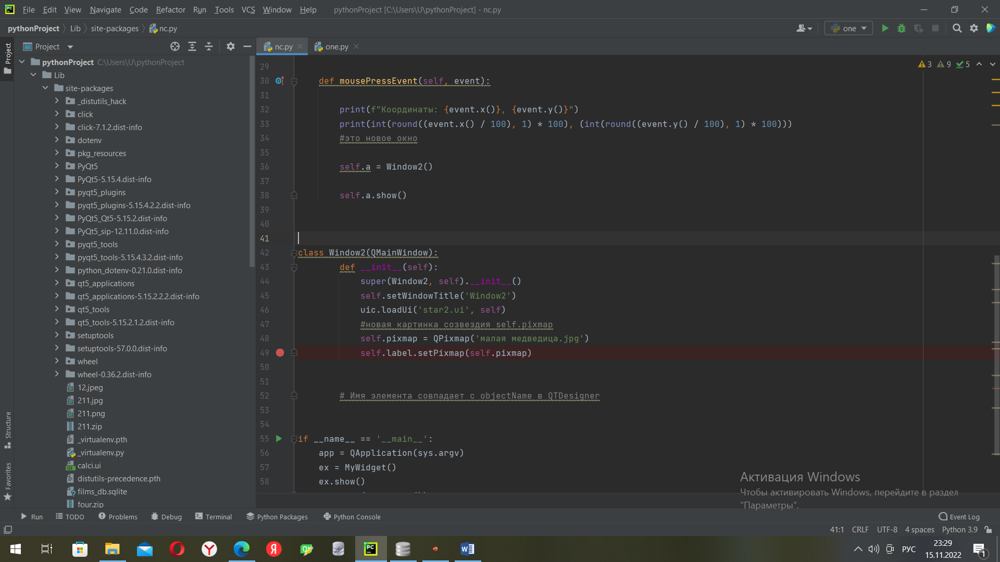 File Edit View Navigate Code Refactor Run Tools VCS Window Help pythonProject [C:\Users\U\pythonProject] - nc.py
pythonProject Lib site-packages nc.py one
Project nc.py one.py
Project
pythonProject C:\Users\U\pythonProject
Lib
site-packages
_distutils_hack
click
click-7.1.2.dist-info
dotenv
pkg_resources
PyQt5
PyQt5-5.15.4.dist-info
pyqt5_plugins
pyqt5_plugins-5.15.4.2.2.dist-info
PyQt5_Qt5-5.15.2.dist-info
PyQt5_sip-12.11.0.dist-info
pyqt5_tools
pyqt5_tools-5.15.4.3.2.dist-info
python_dotenv-0.21.0.dist-info
qt5_applications
qt5_applications-5.15.2.2.2.dist-info
qt5_tools
qt5_tools-5.15.2.1.2.dist-info
setuptools
setuptools-57.0.0.dist-info
wheel
wheel-0.36.2.dist-info
12.jpeg
211.jpg
211.png
211.zip
_virtualenv.pth
_virtualenv.py
calci.ui
distutils-precedence.pth
films_db.sqlite
four.zip
Structure
Favorites
3 9 5
29
30 def mousePressEvent(self, event):
31
32 print(f"Координаты: {event.x()}, {event.y()}")
33 print(int(round((event.x() / 100), 1) * 100), (int(round((event.y() / 100), 1) * 100)))
34 #это новое окно
35
36 self.a = Window2()
37
38 self.a.show()
39
40
41
42 class Window2(QMainWindow):
43 def __init__(self):
44 super(Window2, self).__init__()
45 self.setWindowTitle('Window2')
46 uic.loadUi('star2.ui', self)
47 #новая картинка созвездия self.pixmap
48 self.pixmap = QPixmap('малая медведица.jpg')
49 self.label.setPixmap(self.pixmap)
50
51
52 # Имя элемента совпадает с objectName в QTDesigner
53
54
55 if __name__ == '__main__':
56 app = QApplication(sys.argv)
57 ex = MyWidget()
58 ex.show()
Активация Windows
Чтобы активировать Windows, перейдите в раздел
"Параметры".
Run TODO Problems Debug Terminal Python Packages Python Console Event Log
41:1 CRLF UTF-8 4 spaces Python 3.9
РУС 23:29
15.11.2022
1